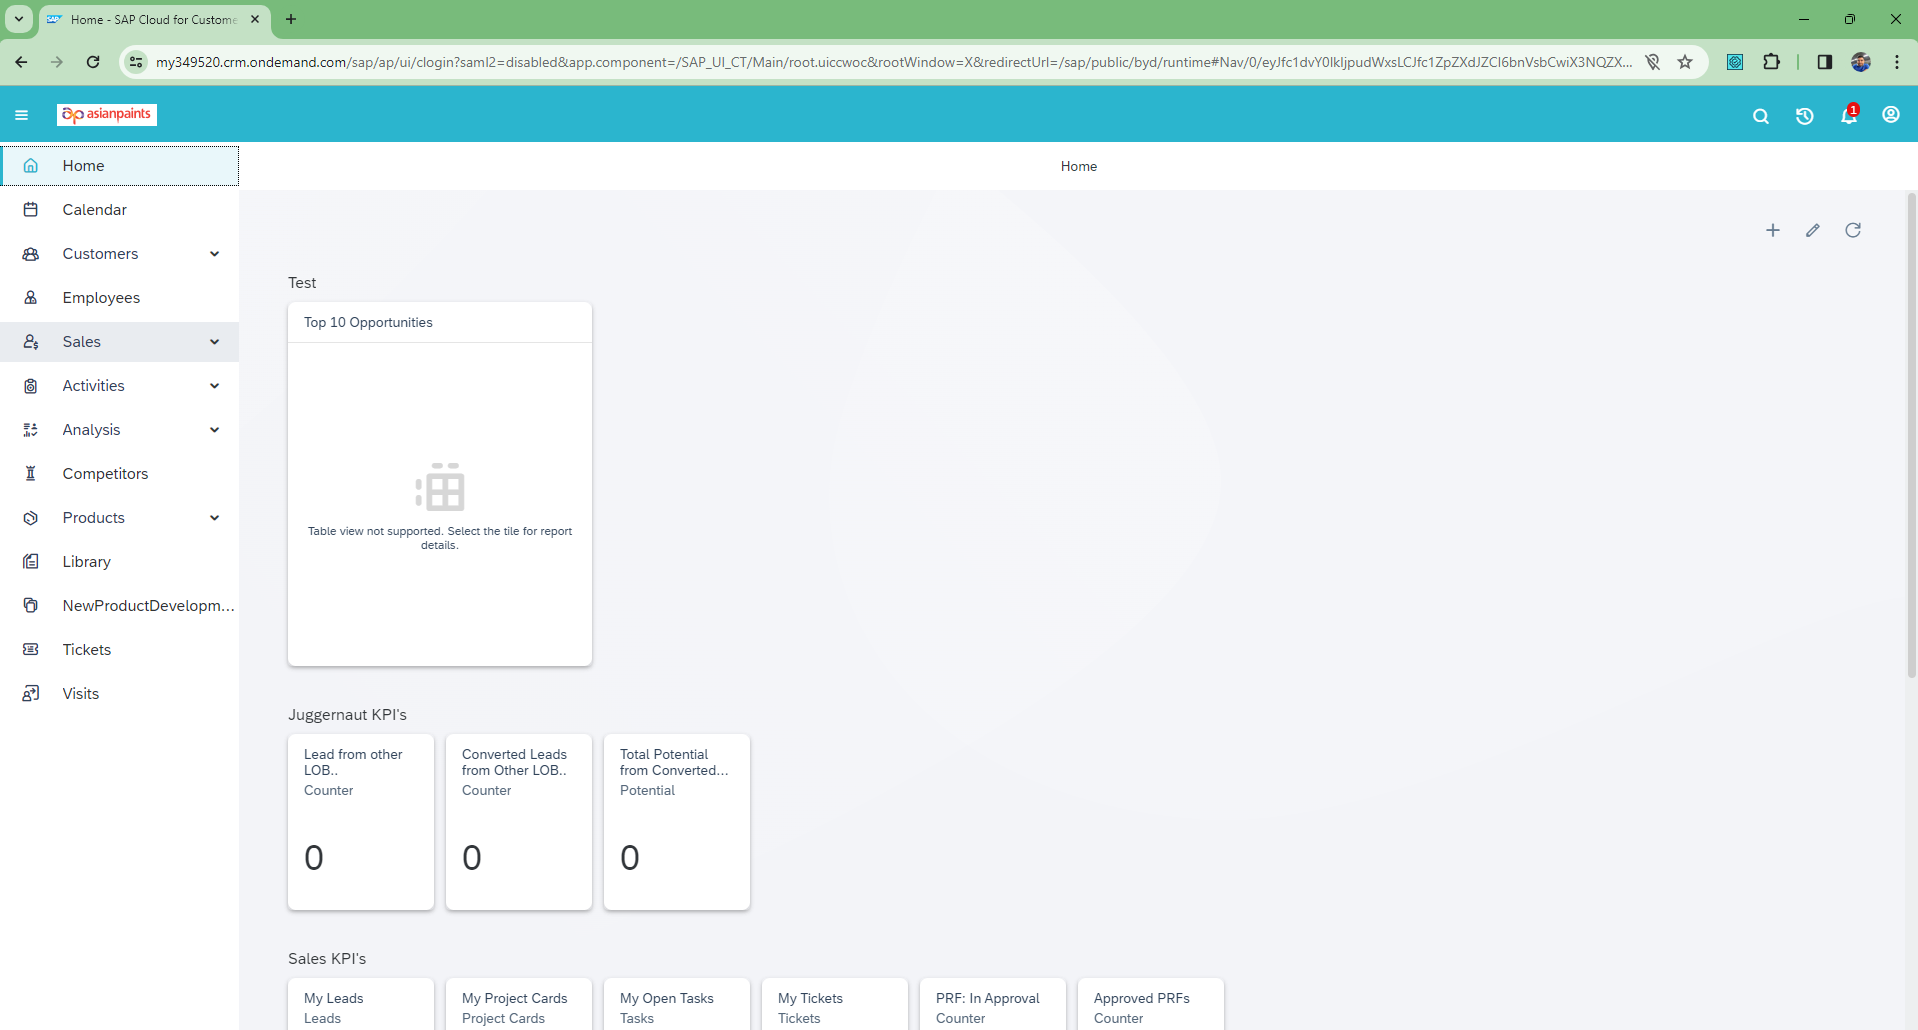 Home - SAP Cloud for Custome
my349520.crm.ondemand.com/sap/ap/ui/clogin?saml2=disabled&app.component=/SAP_UI_CT/Main/root.uiccwoc&rootWindow=X&redirectUrl=/sap/public/byd/runtime#Nav/0/eyJfc1dvY0lkIjpudWxsLCJfc1ZpZXdJZCI6bnVsbCwiX3NQZX...
asianpaints
1
Home
Home
Calendar
Customers
Employees
Sales
Activities
Analysis
Competitors
Products
Library
NewProductDevelopm...
Tickets
Visits
Test
Top 10 Opportunities
Table view not supported. Select the tile for report
details.
Juggernaut KPI's
Lead from other
LOB..
Counter
0
Converted Leads
from Other LOB..
Counter
0
Total Potential
from Converted...
Potential
0
Sales KPI's
My Leads
Leads
My Project Cards
Project Cards
My Open Tasks
Tasks
My Tickets
Tickets
PRF: In Approval
Counter
Approved PRFs
Counter